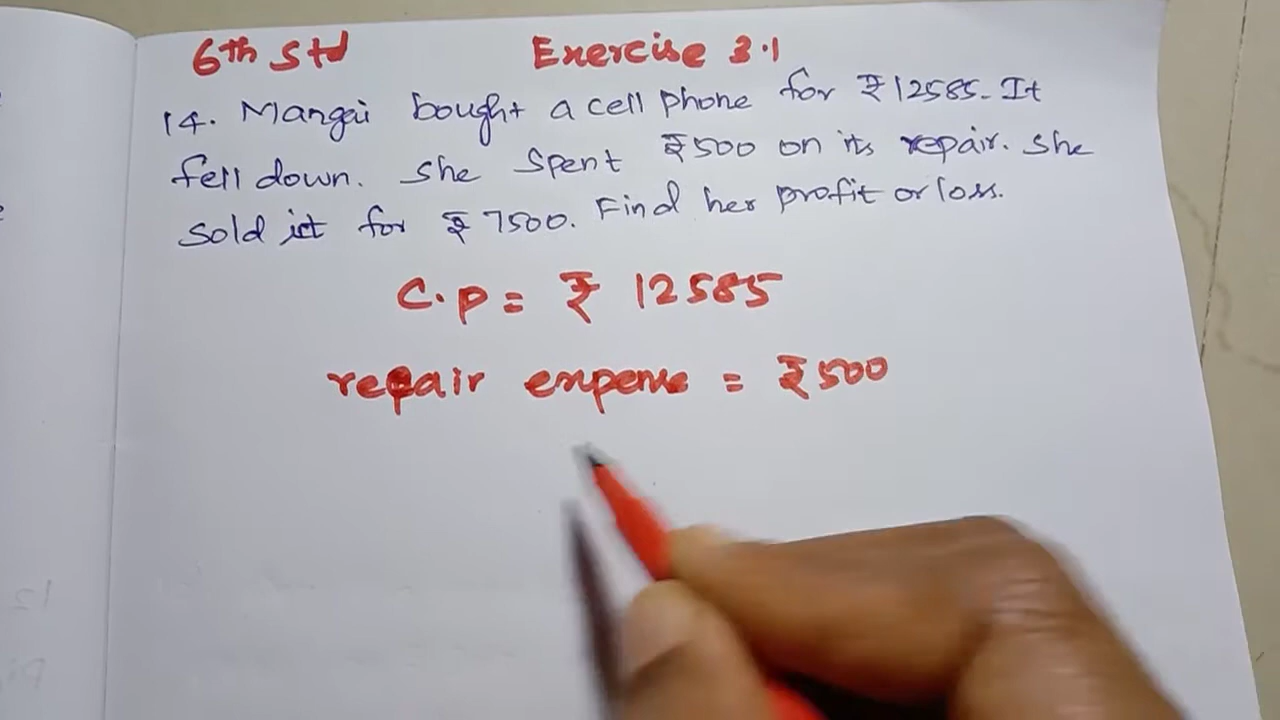 6th Std Exercise 3.1
14. Mangai bought a cell phone for ₹12585. It
fell down. She spent ₹500 on its repair. She
sold it for ₹7500. Find her profit or loss.
C.P = ₹ 12585
repair expense = ₹500